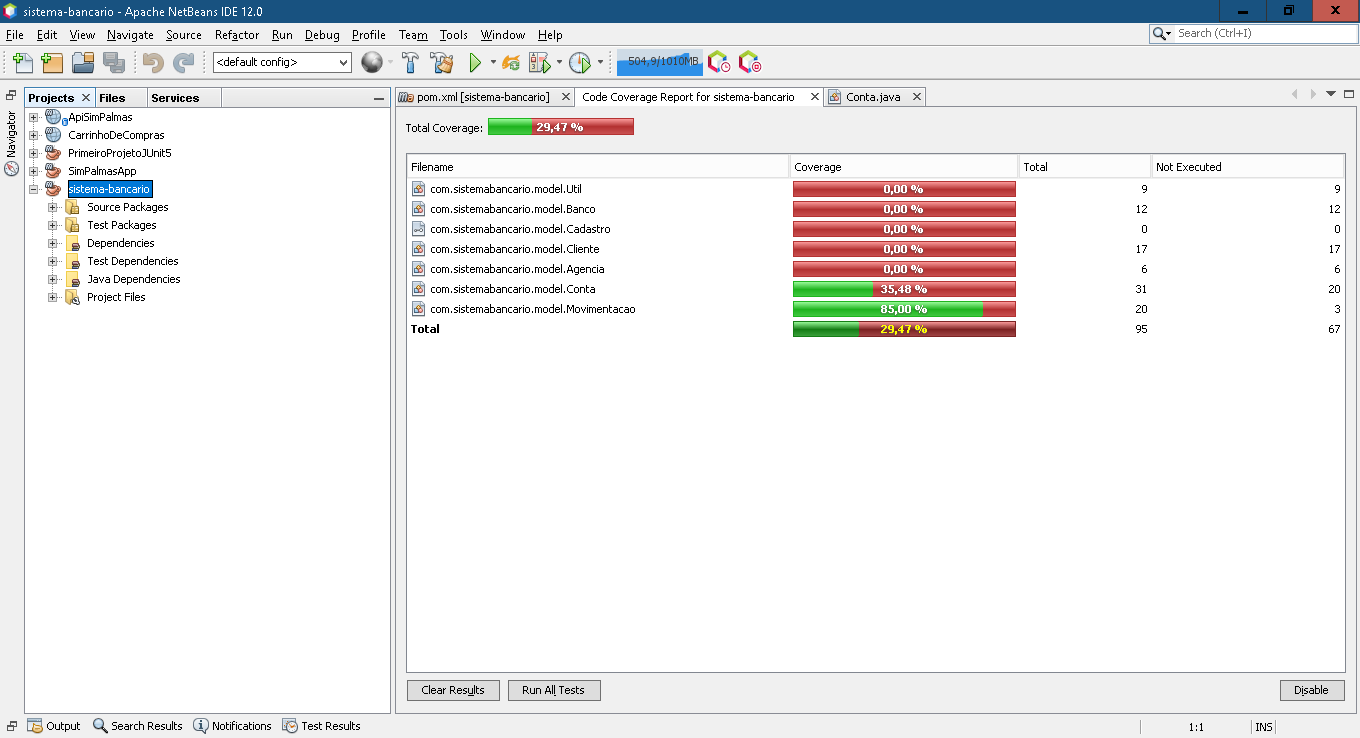 sistema-bancario - Apache NetBeans IDE 12.0
File Edit View Navigate Source Refactor Run Debug Profile Team Tools Window Help
Search (Ctrl+I)
<default config>
504,9/1010MB
Navigator
Projects Files Services
ApiSimPalmas
CarrinhoDeCompras
PrimeiroProjetoJUnit5
SimPalmasApp
sistema-bancario
Source Packages
Test Packages
Dependencies
Test Dependencies
Java Dependencies
Project Files
pom.xml [sistema-bancario] Code Coverage Report for sistema-bancario Conta.java
Total Coverage: 29,47 %
Filename Coverage Total Not Executed
com.sistemabancario.model.Util 0,00 % 9 9
com.sistemabancario.model.Banco 0,00 % 12 12
com.sistemabancario.model.Cadastro 0,00 % 0 0
com.sistemabancario.model.Cliente 0,00 % 17 17
com.sistemabancario.model.Agencia 0,00 % 6 6
com.sistemabancario.model.Conta 35,48 % 31 20
com.sistemabancario.model.Movimentacao 85,00 % 20 3
Total 29,47 % 95 67
Clear Results Run All Tests Disable
Output Search Results Notifications Test Results 1:1 INS